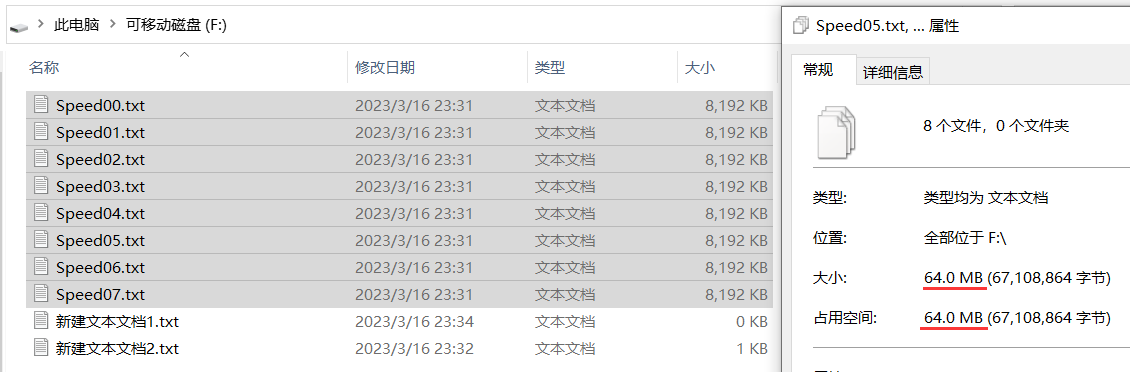 此电脑 可移动磁盘 (F:)
名称 修改日期 类型 大小
Speed00.txt 2023/3/16 23:31 文本文档 8,192 KB
Speed01.txt 2023/3/16 23:31 文本文档 8,192 KB
Speed02.txt 2023/3/16 23:31 文本文档 8,192 KB
Speed03.txt 2023/3/16 23:31 文本文档 8,192 KB
Speed04.txt 2023/3/16 23:31 文本文档 8,192 KB
Speed05.txt 2023/3/16 23:31 文本文档 8,192 KB
Speed06.txt 2023/3/16 23:31 文本文档 8,192 KB
Speed07.txt 2023/3/16 23:31 文本文档 8,192 KB
新建文本文档1.txt 2023/3/16 23:34 文本文档 0 KB
新建文本文档2.txt 2023/3/16 23:32 文本文档 1 KB
Speed05.txt, ... 属性
常规 详细信息
8 个文件，0 个文件夹
类型: 类型均为 文本文档
位置: 全部位于 F:\
大小: 64.0 MB (67,108,864 字节)
占用空间: 64.0 MB (67,108,864 字节)